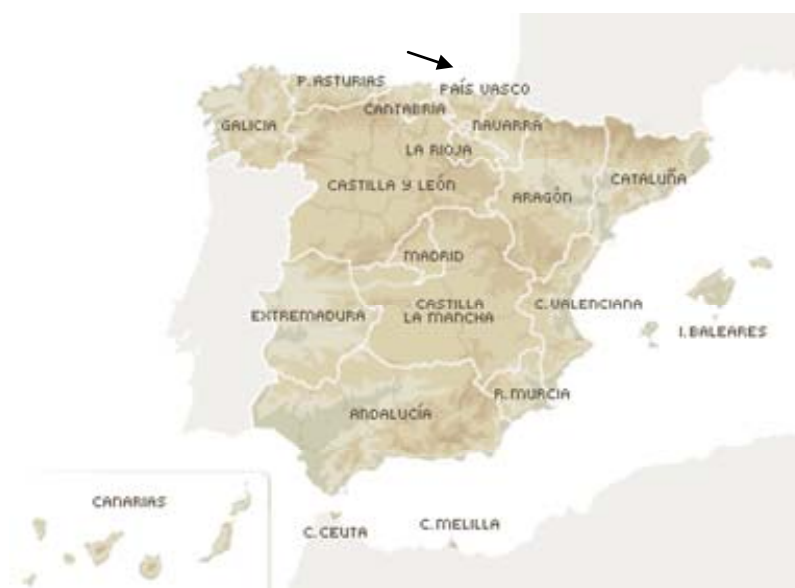 P. ASTURIAS
PAÍS VASCO
CANTABRIA
GALICIA
NAVARRA
LA RIOJA
CASTILLA Y LEÓN
CATALUÑA
ARAGÓN
MADRID
EXTREMADURA
CASTILLA
LA MANCHA
C. VALENCIANA
I. BALEARES
R. MURCIA
ANDALUCÍA
CANARIAS
C. CEUTA
C. MELILLA